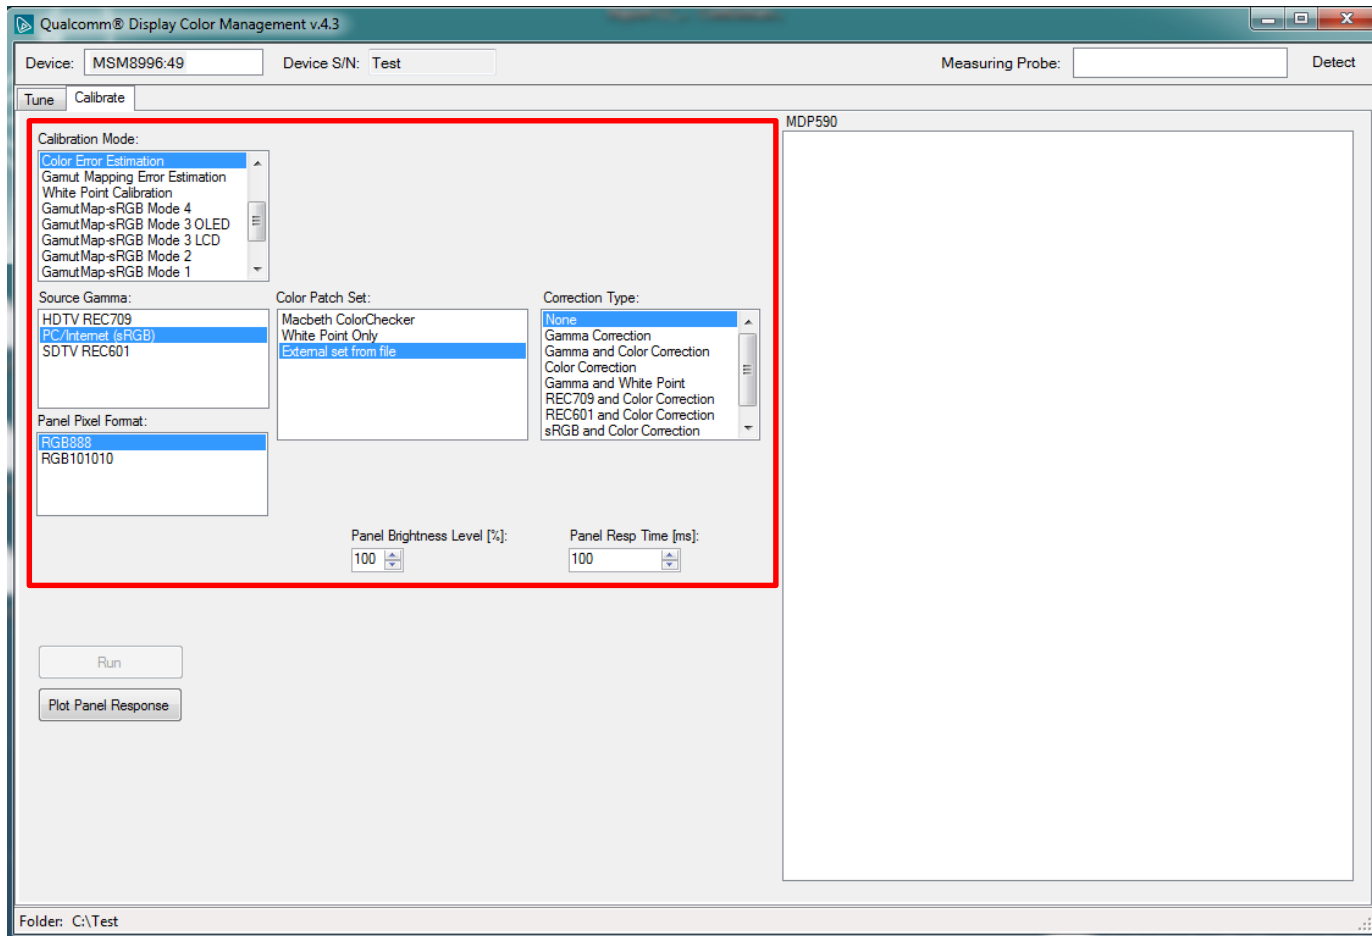 Qualcomm® Display Color Management v.4.3
Device: MSM8996:49 Device S/N: Test Measuring Probe: Detect
Tune Calibrate
MDP590
Calibration Mode:
Color Error Estimation
Gamut Mapping Error Estimation
White Point Calibration
GamutMap-sRGB Mode 4
GamutMap-sRGB Mode 3 OLED
GamutMap-sRGB Mode 3 LCD
GamutMap-sRGB Mode 2
GamutMap-sRGB Mode 1
Source Gamma:
HDTV REC709
PC/Internet (sRGB)
SDTV REC601
Color Patch Set:
Macbeth ColorChecker
White Point Only
External set from file
Correction Type:
None
Gamma Correction
Gamma and Color Correction
Color Correction
Gamma and White Point
REC709 and Color Correction
REC601 and Color Correction
sRGB and Color Correction
Panel Pixel Format:
RGB888
RGB101010
Panel Brightness Level [%]:
100
Panel Resp Time [ms]:
100
Run
Plot Panel Response
Folder: C:\Test